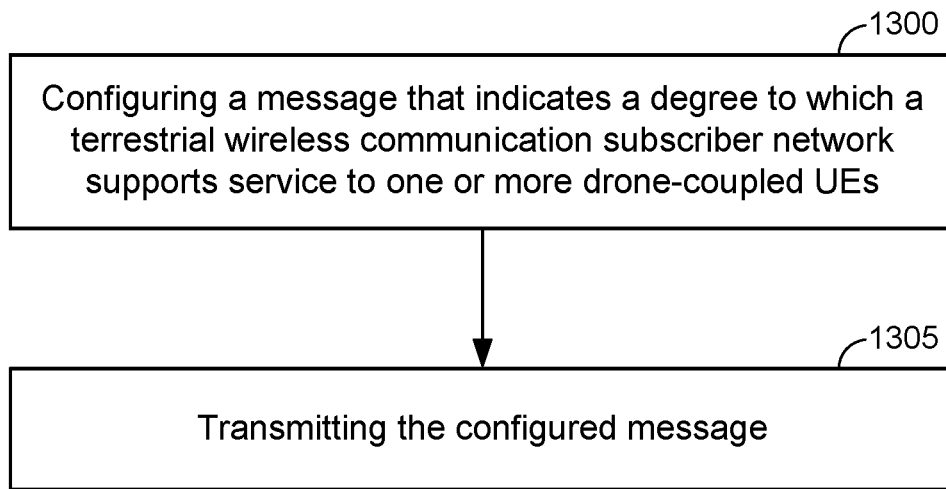 1300
Configuring a message that indicates a degree to which a
terrestrial wireless communication subscriber network
supports service to one or more drone-coupled UEs
1305
Transmitting the configured message